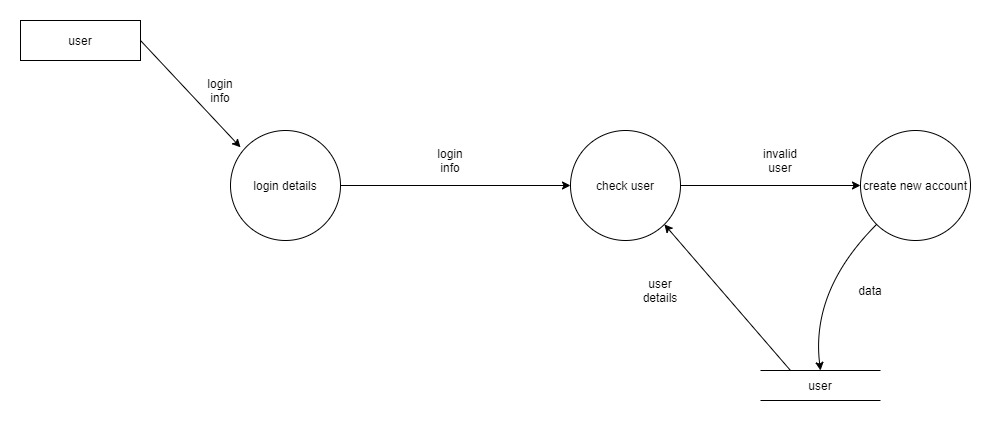 user
login
info
login
info
invalid
user
login details
check user
create new account
user
details
data
user